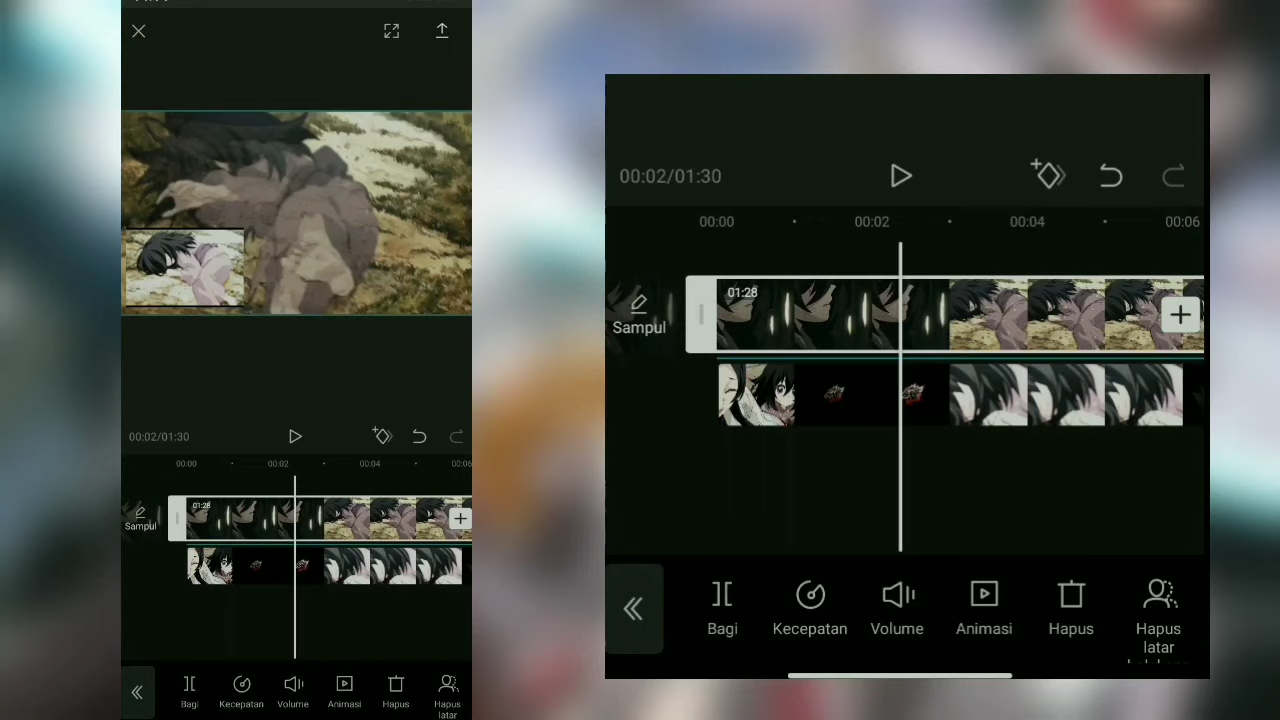 00:02/01:30
00:00
00:02
00:04
00:06
01:28
Sampul
Bagi
Kecepatan
Volume
Animasi
Hapus
Hapus
latar
00:02/01:30
00:00
00:02
00:04
00:06
01:28
Sampul
Bagi
Kecepatan
Volume
Animasi
Hapus
Hapus
latar